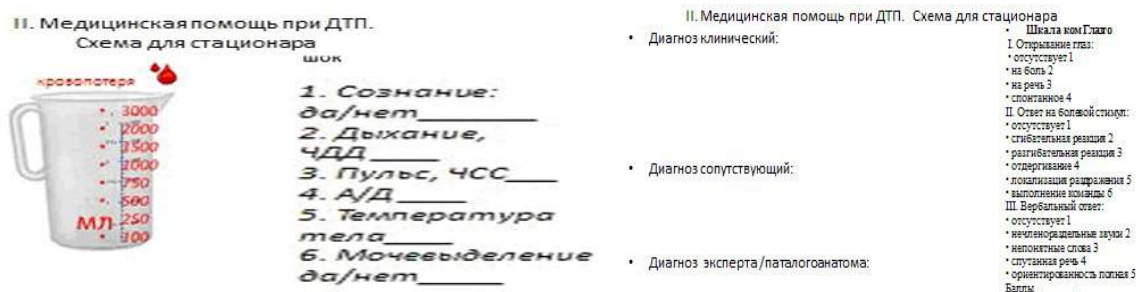 II. Медицинская помощь при ДТП.
Схема для стационара
шок
кровопотеря
3000
2000
1500
1000
750
500
250
100
МЛ
1. Сознание:
да/нет________
2. Дыхание,
ЧДД_____
3. Пульс, ЧСС____
4. А/Д_____
5. Температура
тела_____
6. Мочевыделение
да/нет______
II. Медицинская помощь при ДТП. Схема для стационара
• Диагноз клинический:
• Диагноз сопутствующий:
• Диагноз эксперта/паталогоанатома:
• Шкала ком Глазго
I. Открывание глаз:
• отсутствует 1
• на боль 2
• на речь 3
• спонтанное 4
II. Ответ на болевой стимул:
• отсутствует 1
• сгибательная реакция 2
• разгибательная реакция 3
• отдергивание 4
• локализация раздражения 5
• выполнение команды 6
III. Вербальный ответ:
• отсутствует 1
• нечленораздельные звуки 2
• непонятные слова 3
• спутанная речь 4
• ориентированность полная 5
Баллы